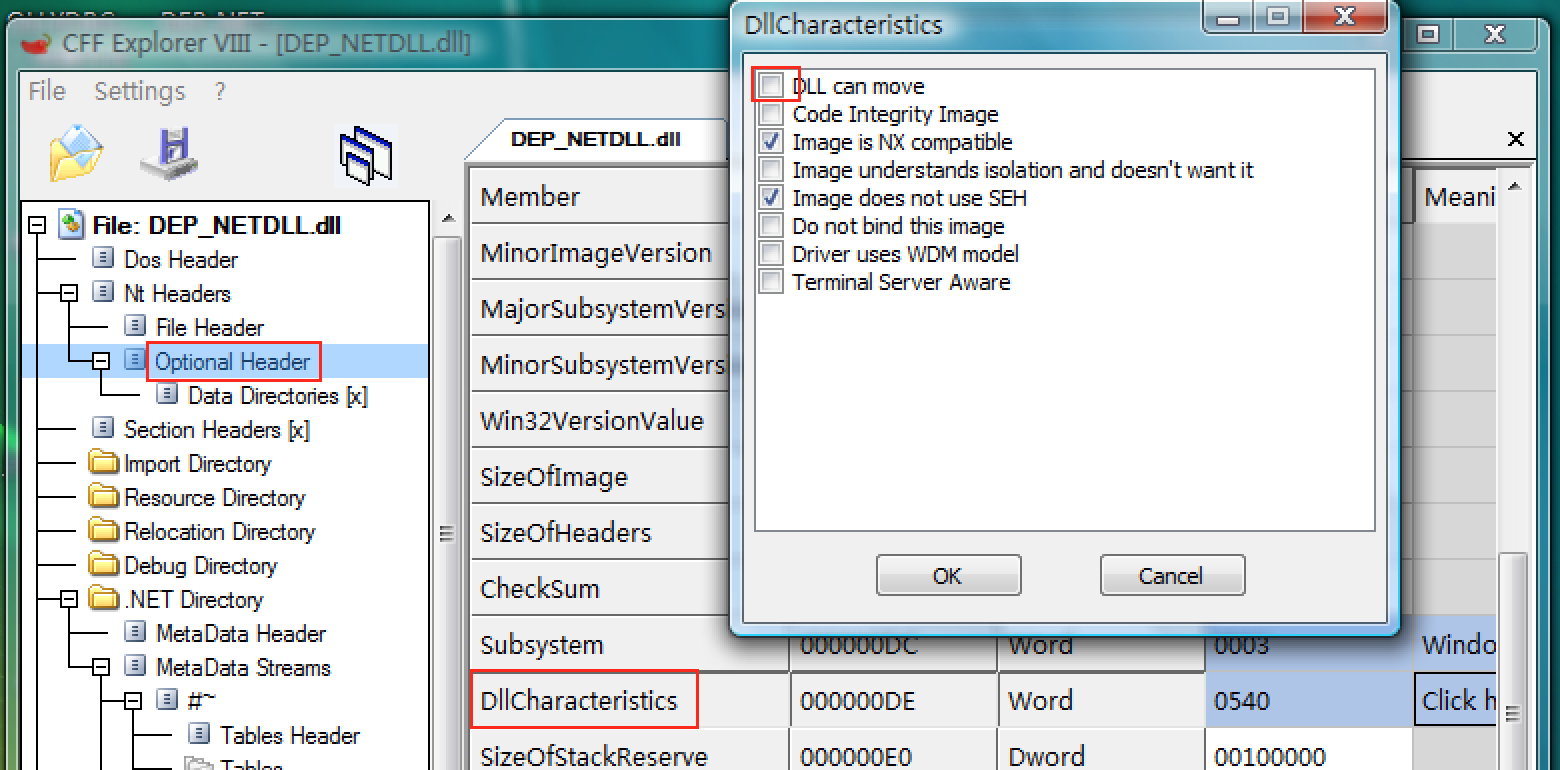 CFF Explorer VIII - [DEP_NETDLL.dll]
File Settings ?
File: DEP_NETDLL.dll
Dos Header
Nt Headers
File Header
Optional Header
Data Directories [x]
Section Headers [x]
Import Directory
Resource Directory
Relocation Directory
Debug Directory
.NET Directory
MetaData Header
MetaData Streams
#~
Tables Header
Tables
DEP_NETDLL.dll
Member Meani
MinorImageVersion
MajorSubsystemVers
MinorSubsystemVers
Win32VersionValue
SizeOfImage
SizeOfHeaders
CheckSum
Subsystem 000000DC Word 0003 Windo
DllCharacteristics 000000DE Word 0540 Click h
SizeOfStackReserve 000000E0 Dword 00100000
DllCharacteristics
DLL can move
Code Integrity Image
Image is NX compatible
Image understands isolation and doesn't want it
Image does not use SEH
Do not bind this image
Driver uses WDM model
Terminal Server Aware
OK Cancel